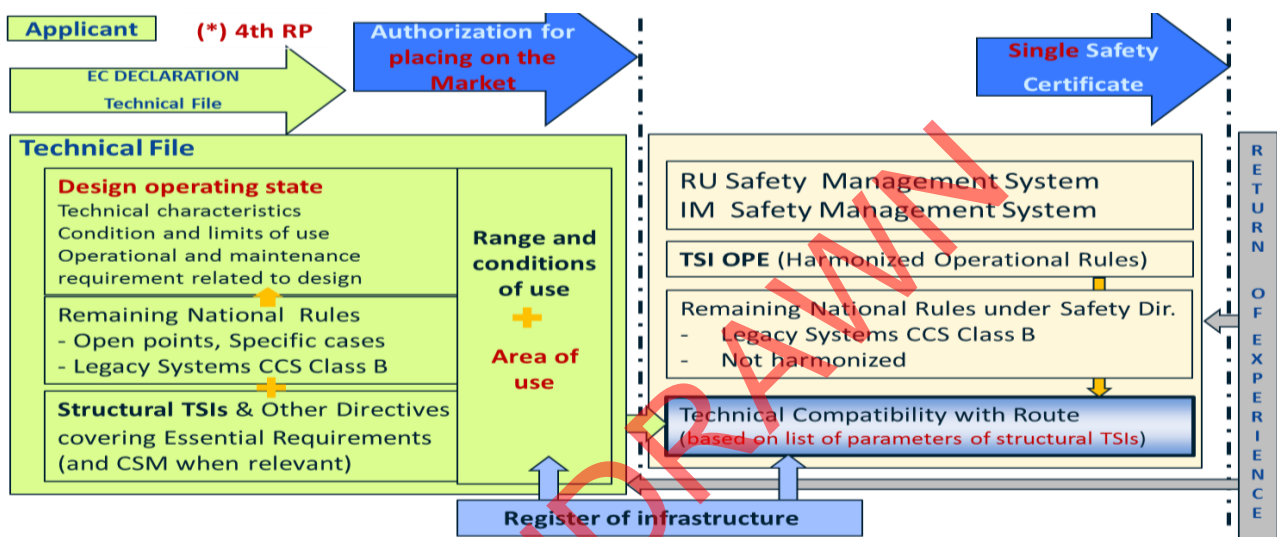 Applicant
(*) 4th RP
EC DECLARATION
Technical File
Authorization for
placing on the
Market
Single Safety
Certificate
Technical File
Design operating state
Technical characteristics
Condition and limits of use
Operational and maintenance
requirement related to design
Remaining National Rules
- Open points, Specific cases
- Legacy Systems CCS Class B
Structural TSIs & Other Directives
covering Essential Requirements
(and CSM when relevant)
Range and
conditions
of use
Area of
use
RU Safety Management System
IM Safety Management System
TSI OPE (Harmonized Operational Rules)
Remaining National Rules under Safety Dir.
- Legacy Systems CCS Class B
- Not harmonized
Technical Compatibility with Route
(based on list of parameters of structural TSIs)
Register of infrastructure
RETURN OF EXPERIENCE
DRAWN